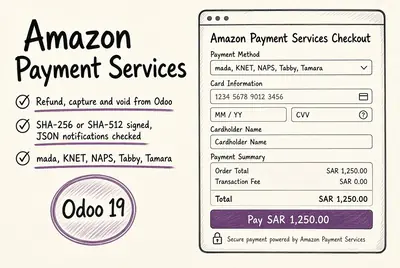 Amazon
Payment Services
Refund, capture and void from Odoo
SHA-256 or SHA-512 signed,
JSON notifications checked
mada, KNET, NAPS, Tabby, Tamara
Odoo 19
Amazon Payment Services Checkout
Payment Method
mada, KNET, NAPS, Tabby, Tamara
Card Information
1234 5678 9012 3456
MM / YY
CVV
?
Cardholder Name
Cardholder Name
Payment Summary
Order Total SAR 1,250.00
Transaction Fee SAR 0.00
Total SAR 1,250.00
Pay SAR 1,250.00
Secure payment powered by Amazon Payment Services